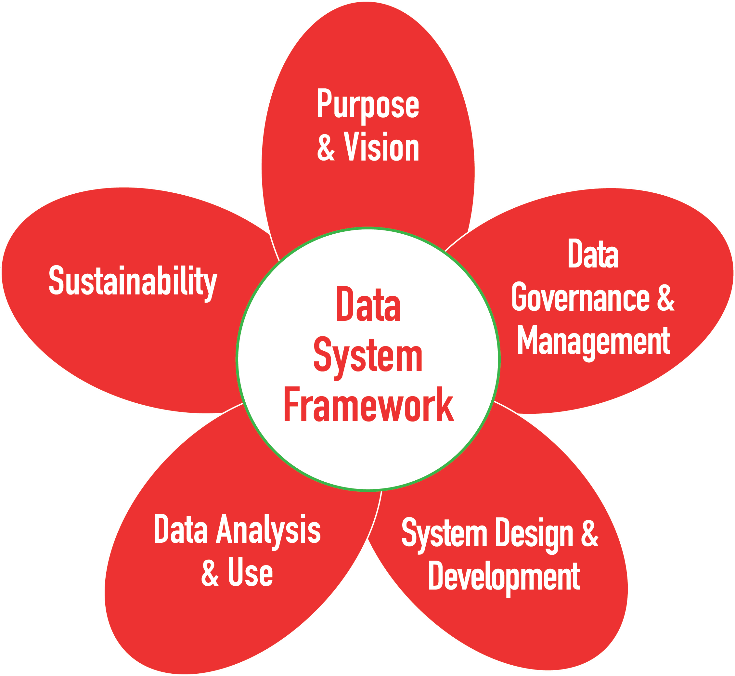 Purpose
& Vision
Data
Governance &
Management
System Design &
Development
Data Analysis
& Use
Sustainability
Data
System
Framework